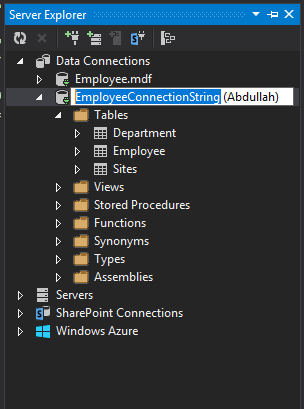 Server Explorer
Data Connections
Employee.mdf
EmployeeConnectionString (Abdullah)
Tables
Department
Employee
Sites
Views
Stored Procedures
Functions
Synonyms
Types
Assemblies
Servers
SharePoint Connections
Windows Azure